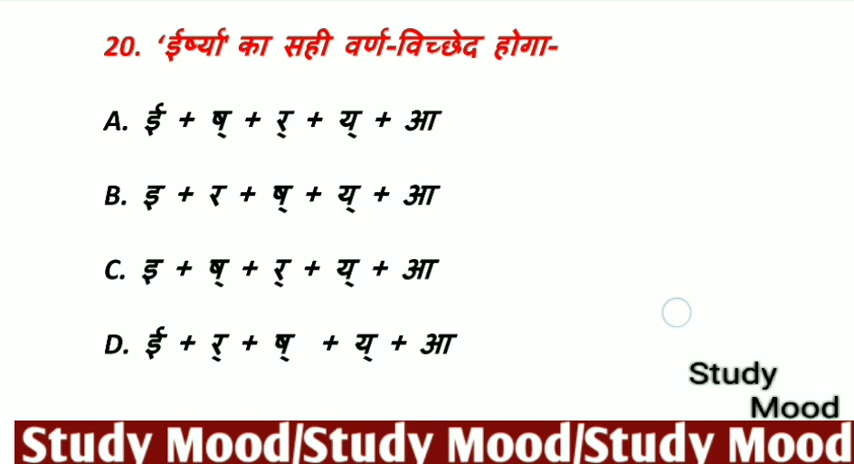 20. ‘ईर्ष्या’ का सही वर्ण-विच्छेद होगा-
A. ई + ष् + र् + य् + आ
B. इ + र + ष् + य् + आ
C. इ + ष् + र् + य् + आ
D. ई + र् + ष् + य् + आ
Study
Mood
Study Mood/Study Mood/Study Mood